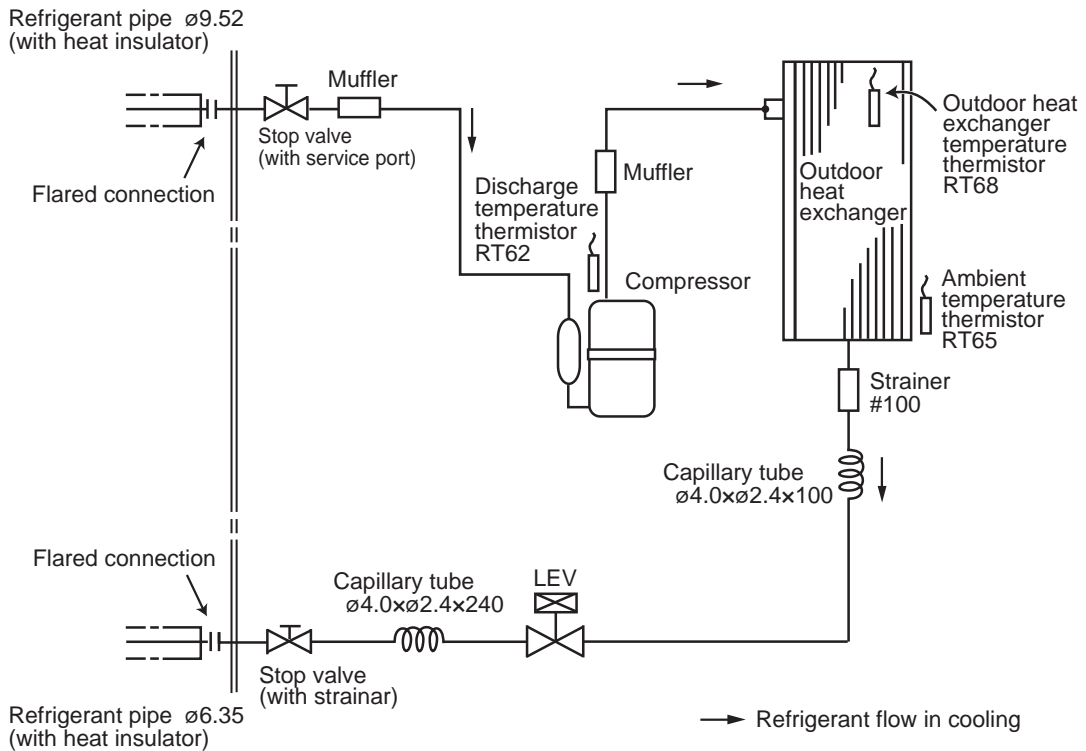 Refrigerant pipe ø9.52
(with heat insulator)
Muffler
Stop valve
(with service port)
Flared connection
Discharge
temperature
thermistor
RT62
Muffler
Compressor
Outdoor
heat
exchanger
Outdoor heat
exchanger
temperature
thermistor
RT68
Ambient
temperature
thermistor
RT65
Strainer
#100
Capillary tube
ø4.0×ø2.4×100
Flared connection
Capillary tube
ø4.0×ø2.4×240
LEV
Stop valve
(with strainar)
Refrigerant pipe ø6.35
(with heat insulator)
Refrigerant flow in cooling